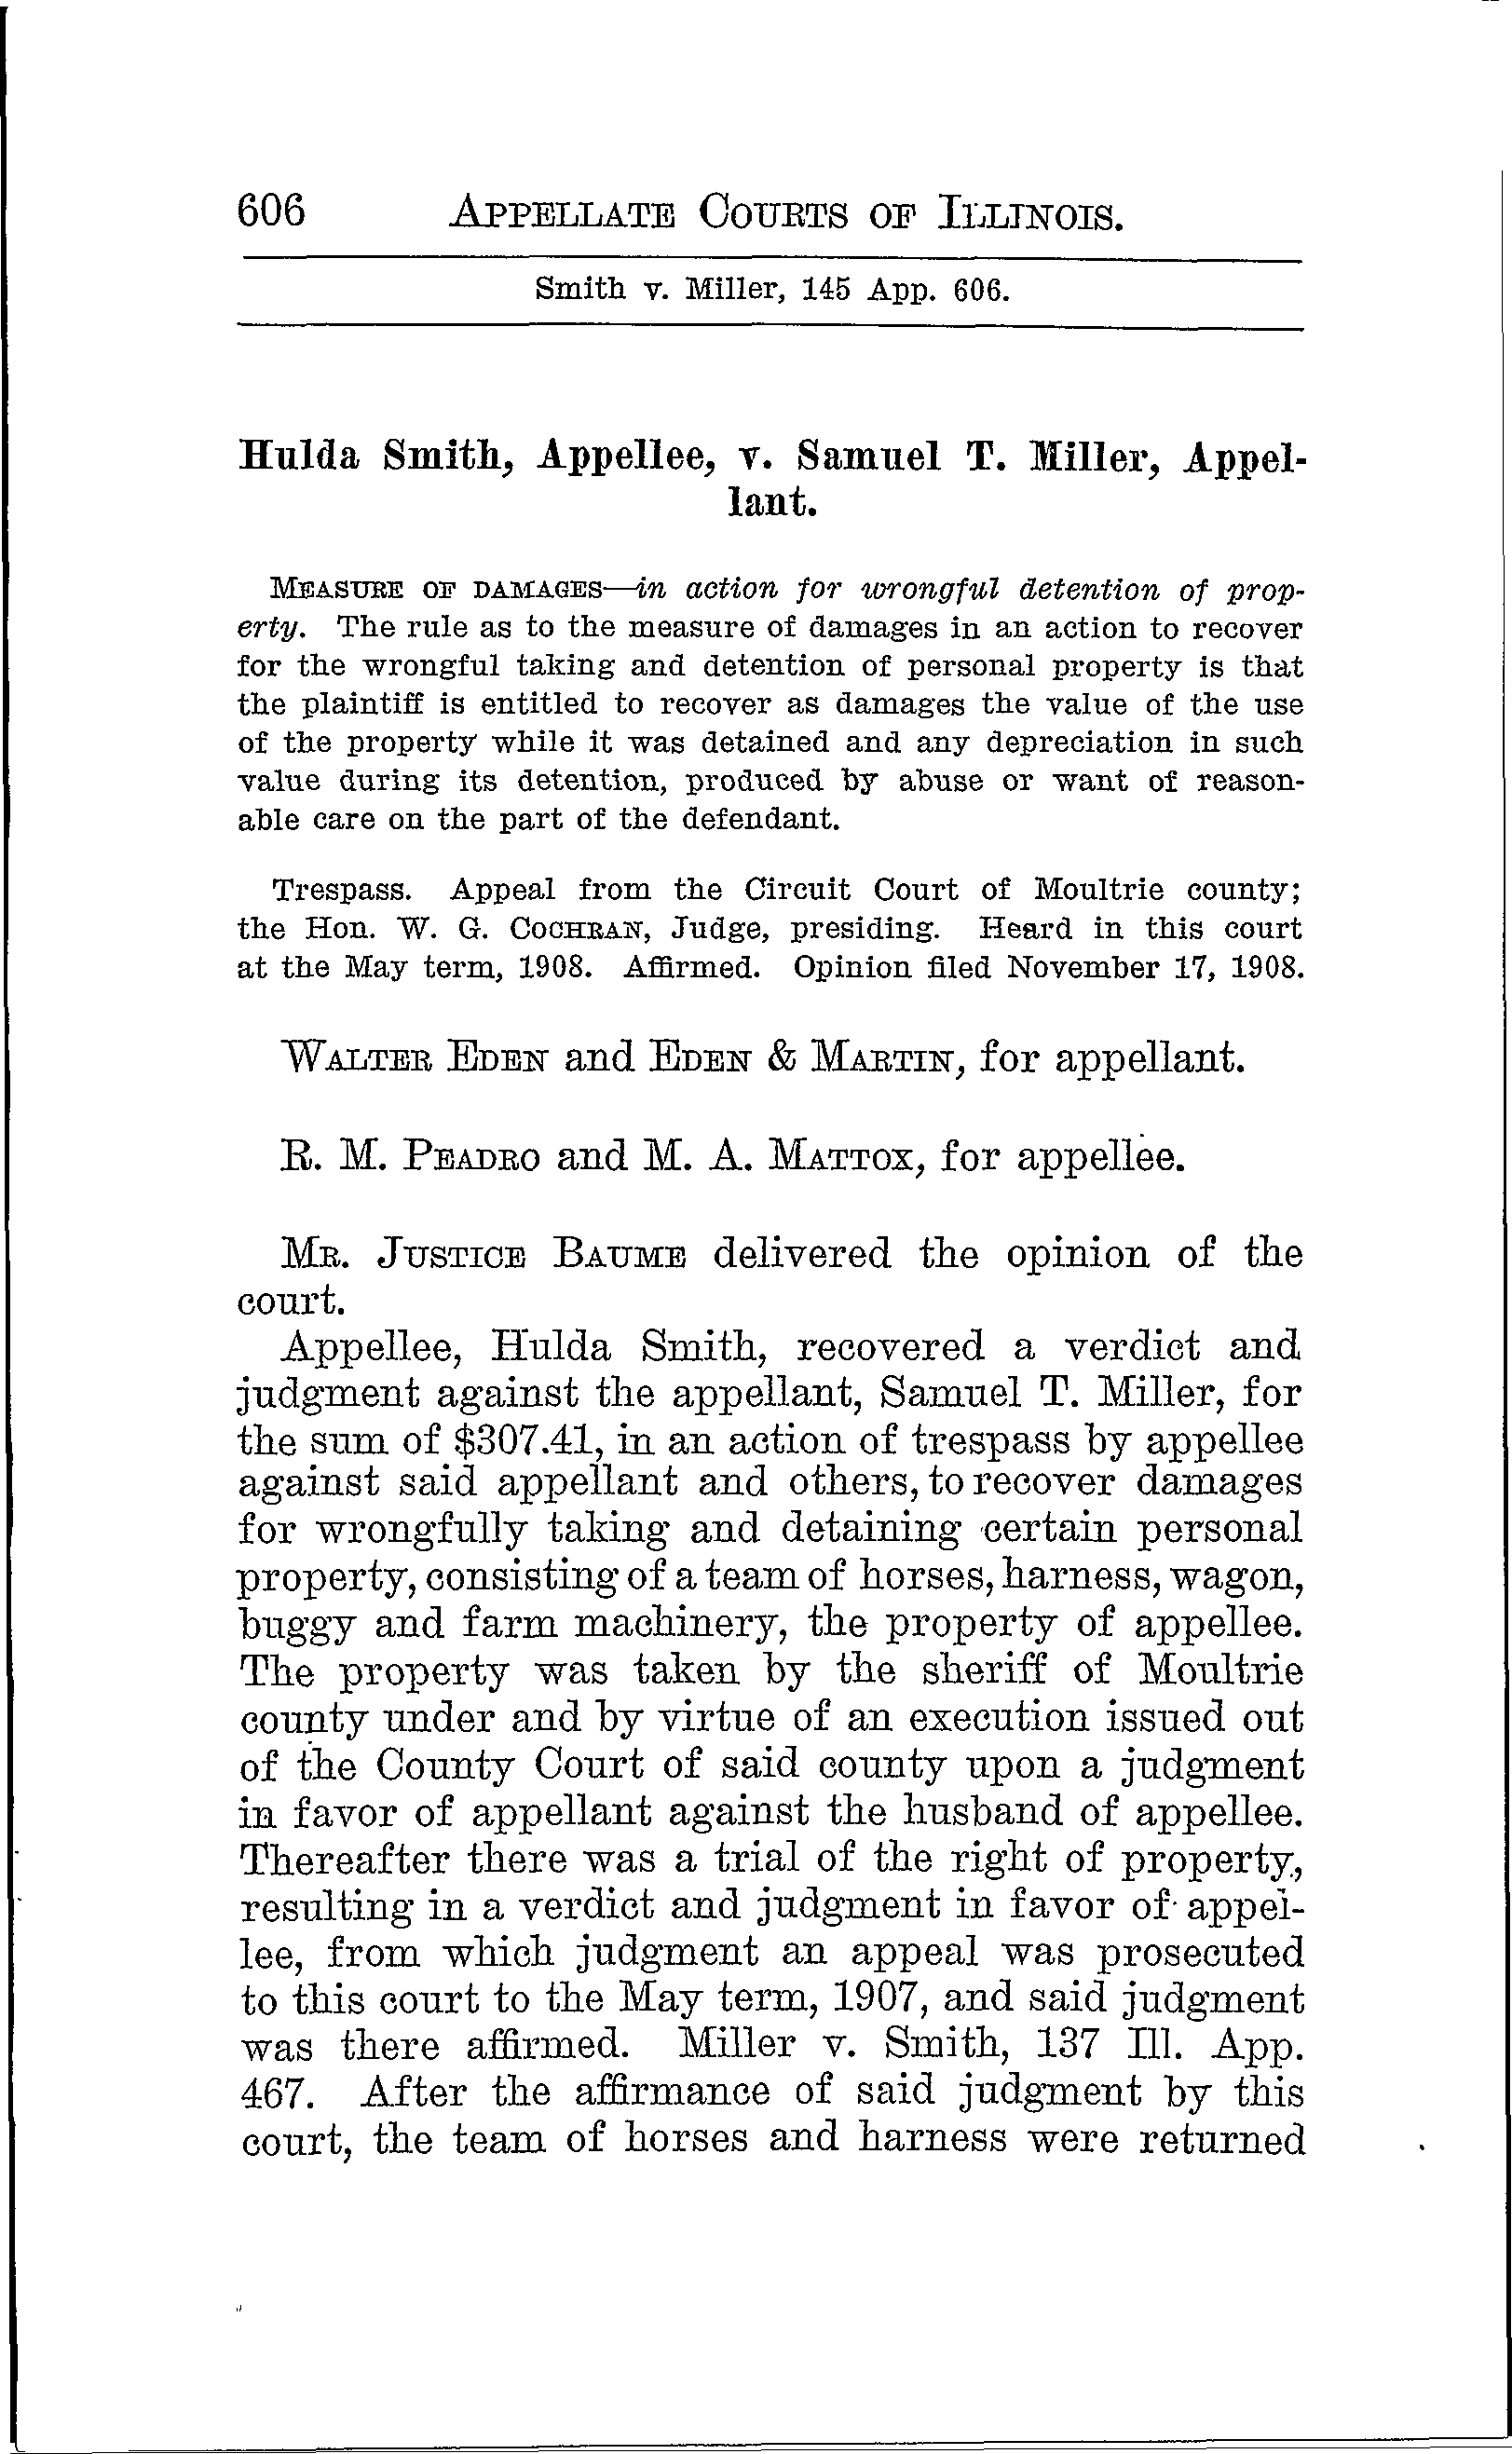 606 APPELLATE COURTS OF ILLINOIS.
Smith v. Miller, 145 App. 606.
Hulda Smith, Appellee, v. Samuel T. Miller, Appel-
lant.
MEASURE OF DAMAGES—in action for wrongful detention of prop-
erty. The rule as to the measure of damages in an action to recover
for the wrongful taking and detention of personal property is that
the plaintiff is entitled to recover as damages the value of the use
of the property while it was detained and any depreciation in such
value during its detention, produced by abuse or want of reason-
able care on the part of the defendant.
Trespass. Appeal from the Circuit Court of Moultrie county;
the Hon. W. G. COCHRAN, Judge, presiding. Heard in this court
at the May term, 1908. Affirmed. Opinion filed November 17, 1908.
WALTER EDEN and EDEN & MARTIN, for appellant.
R. M. PEADRO and M. A. MATTOX, for appellee.
MR. JUSTICE BAUME delivered the opinion of the
court.
Appellee, Hulda Smith, recovered a verdict and
judgment against the appellant, Samuel T. Miller, for
the sum of $307.41, in an action of trespass by appellee
against said appellant and others, to recover damages
for wrongfully taking and detaining certain personal
property, consisting of a team of horses, harness, wagon,
buggy and farm machinery, the property of appellee.
The property was taken by the sheriff of Moultrie
county under and by virtue of an execution issued out
of the County Court of said county upon a judgment
in favor of appellant against the husband of appellee.
Thereafter there was a trial of the right of property,
resulting in a verdict and judgment in favor of appel-
lee, from which judgment an appeal was prosecuted
to this court to the May term, 1907, and said judgment
was there affirmed. Miller v. Smith, 137 Ill. App.
467. After the affirmance of said judgment by this
court, the team of horses and harness were returned